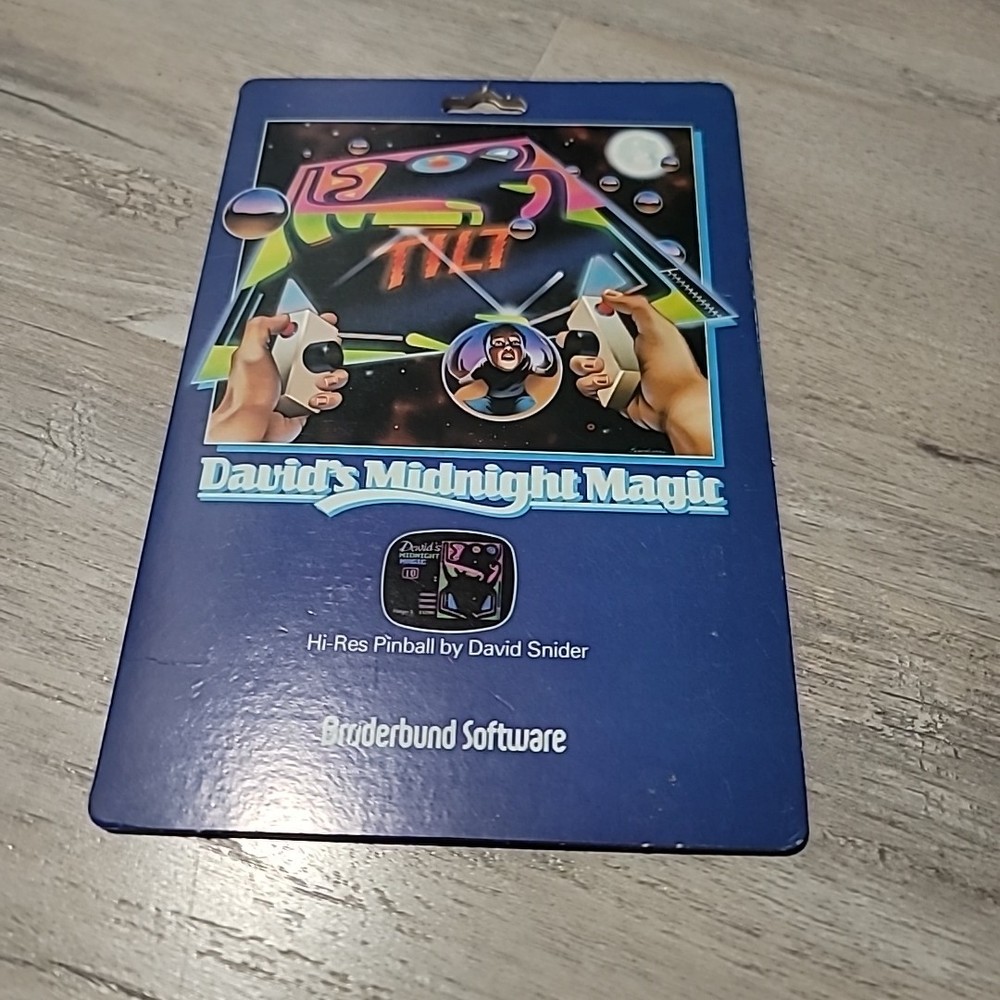 TILT
David's Midnight Magic
David's
MIDNIGHT
MAGIC
Hi-Res Pinball by David Snider
Brøderbund Software